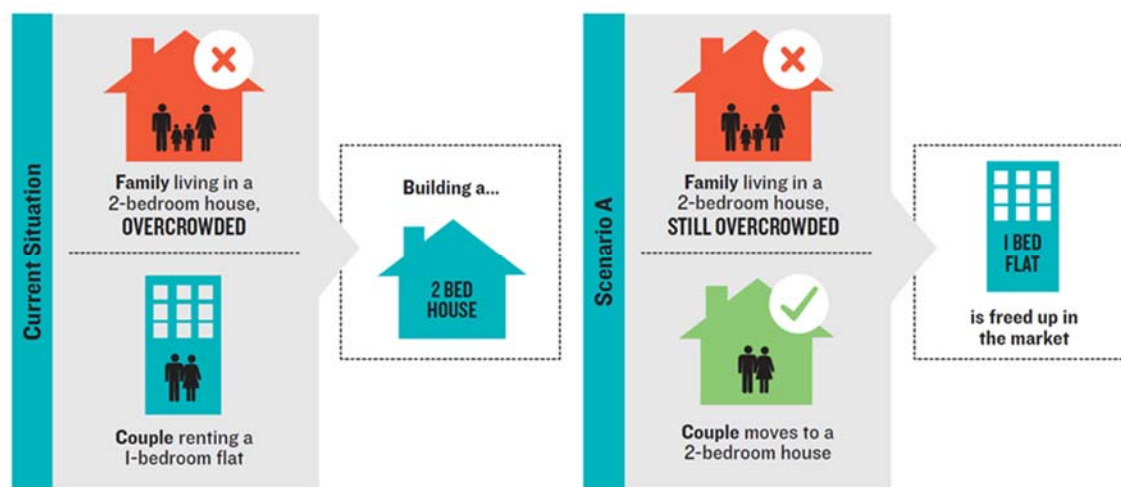 Current Situation
Family living in a
2-bedroom house,
OVERCROWDED
Couple renting a
1-bedroom flat
Building a...
2 BED
HOUSE
Scenario A
Family living in a
2-bedroom house,
STILL OVERCROWDED
Couple moves to a
2-bedroom house
1 BED
FLAT
is freed up in
the market